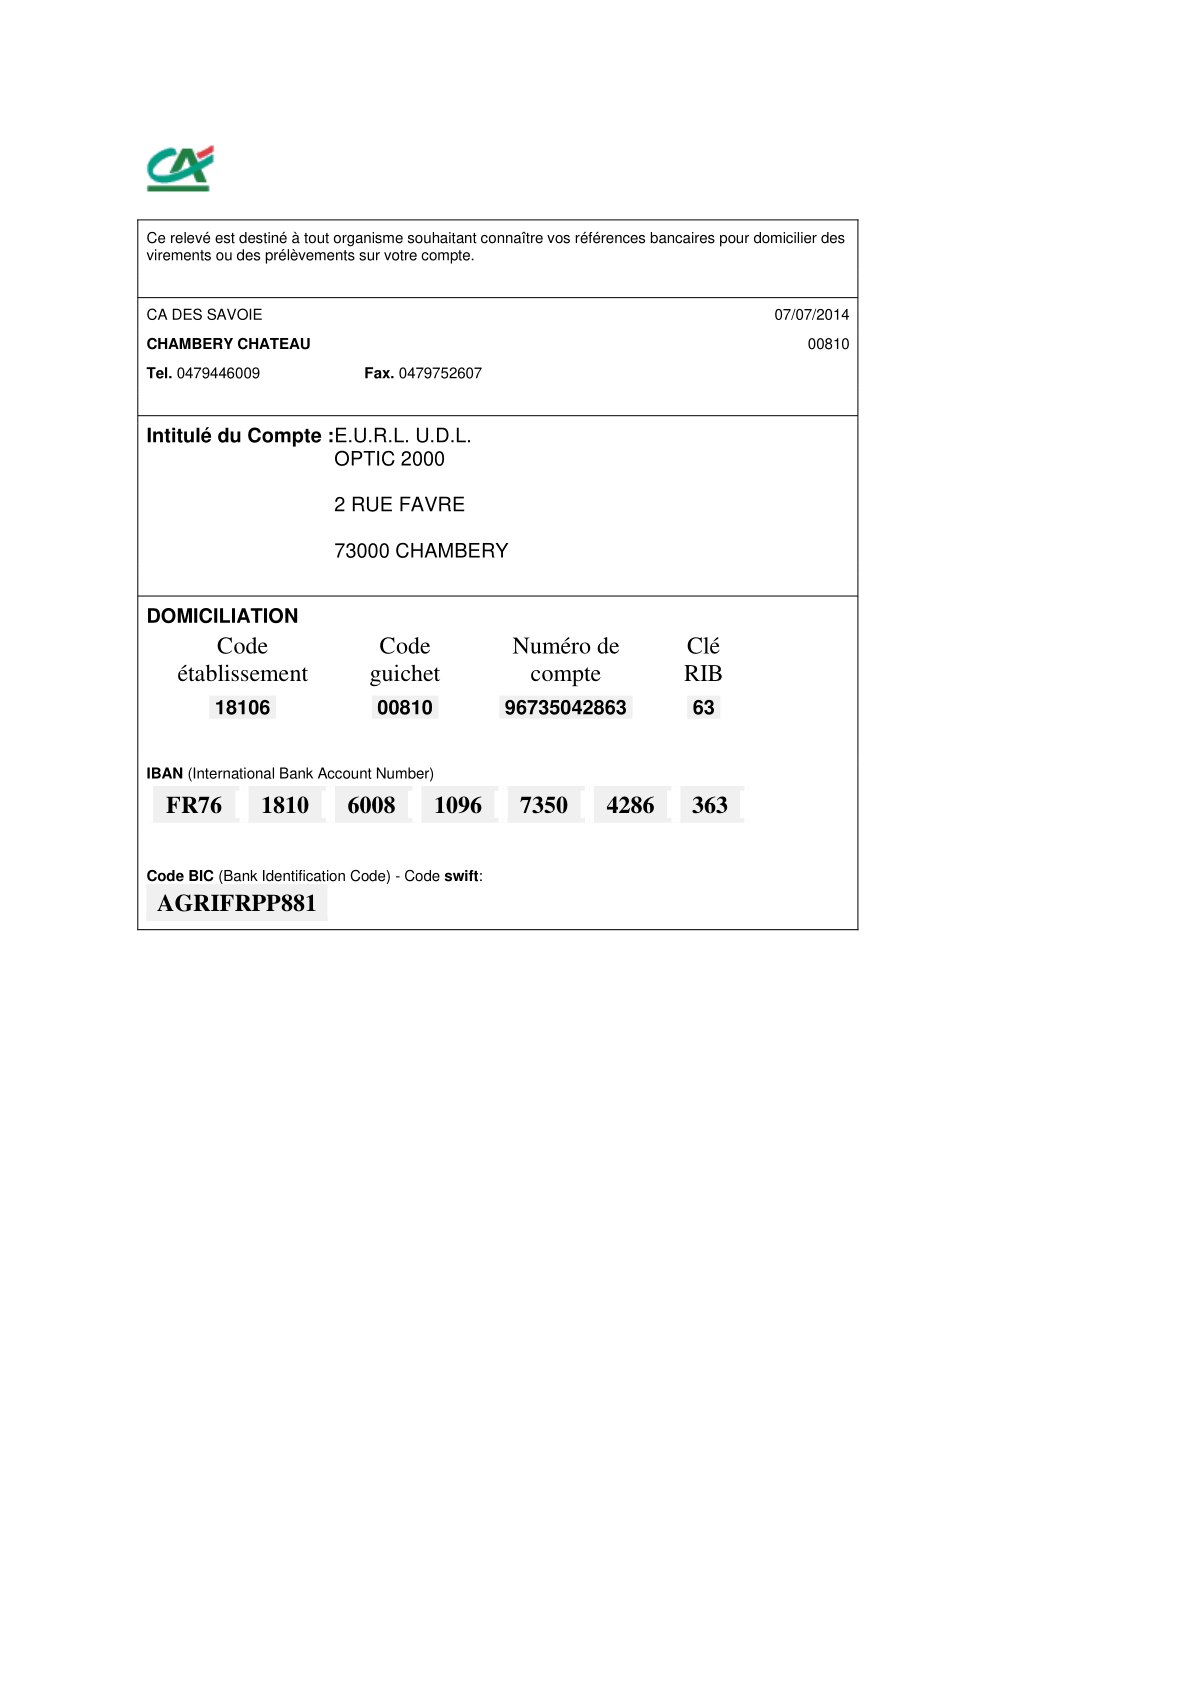 CA
Ce relevé est destiné à tout organisme souhaitant connaître vos références bancaires pour domicilier des
virements ou des prélèvements sur votre compte.
CA DES SAVOIE 07/07/2014
CHAMBERY CHATEAU 00810
Tel. 0479446009 Fax. 0479752607
Intitulé du Compte :E.U.R.L. U.D.L.
OPTIC 2000
2 RUE FAVRE
73000 CHAMBERY
DOMICILIATION
Code Code Numéro de Clé
établissement guichet compte RIB
18106 00810 96735042863 63
IBAN (International Bank Account Number)
FR76 1810 6008 1096 7350 4286 363
Code BIC (Bank Identification Code) - Code swift:
AGRIFRPP881